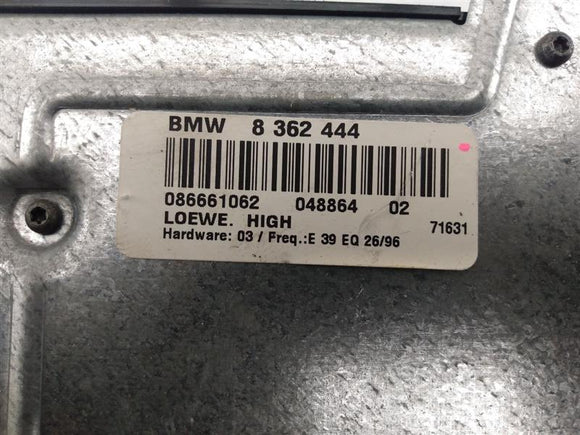 BMW 8 362 444
086661062 048864 02
LOEWE. HIGH 71631
Hardware: 03 / Freq.:E 39 EQ 26/96